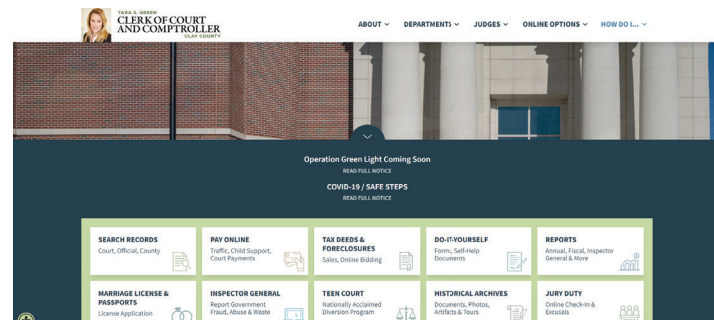 TARA S. GREEN
CLERK OF COURT
AND COMPTROLLER
CLAY COUNTY
ABOUT DEPARTMENTS JUDGES ONLINE OPTIONS HOW DO I...
Operation Green Light Coming Soon
READ FULL NOTICE
COVID-19 / SAFE STEPS
READ FULL NOTICE
SEARCH RECORDS
Court, Official, County
PAY ONLINE
Traffic, Child Support,
Court Payments
TAX DEEDS &
FORECLOSURES
Sales, Online Bidding
DO-IT-YOURSELF
Forms, Self-Help
Documents
REPORTS
Annual, Fiscal, Inspector
General & More
MARRIAGE LICENSE &
PASSPORTS
License Application
INSPECTOR GENERAL
Report Government
Fraud, Abuse & Waste
TEEN COURT
Nationally Acclaimed
Diversion Program
HISTORICAL ARCHIVES
Documents, Photos,
Artifacts & Tours
JURY DUTY
Online Check-In &
Excusals